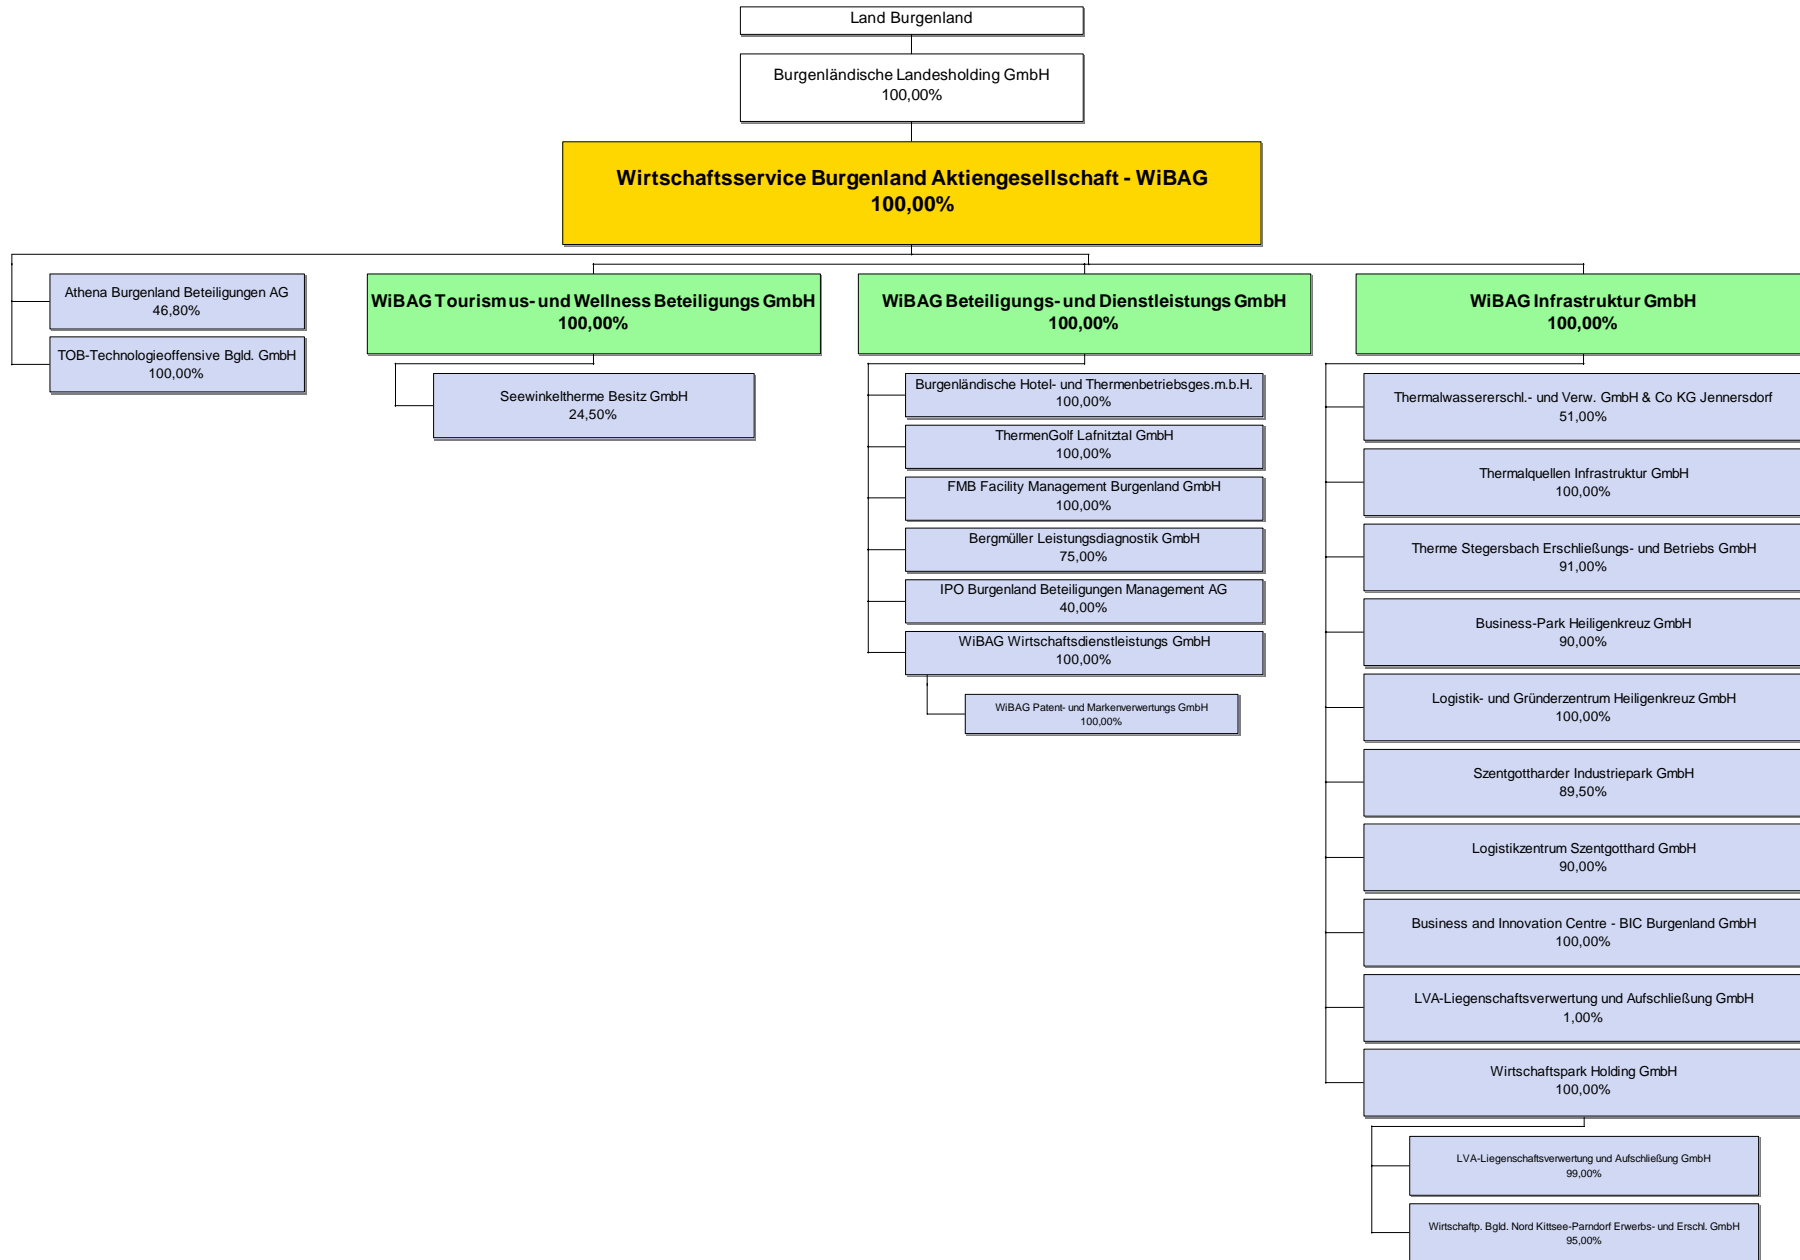 Land Burgenland
Burgenländische Landesholding GmbH
100,00%
Wirtschaftsservice Burgenland Aktiengesellschaft - WiBAG
100,00%
Athena Burgenland Beteiligungen AG
46,80%
TOB-Technologieoffensive Bgld. GmbH
100,00%
WiBAG Tourismus- und Wellness Beteiligungs GmbH
100,00%
Seewinkeltherme Besitz GmbH
24,50%
WiBAG Beteiligungs- und Dienstleistungs GmbH
100,00%
Burgenländische Hotel- und Thermenbetriebsges.m.b.H.
100,00%
ThermenGolf Lafnitztal GmbH
100,00%
FMB Facility Management Burgenland GmbH
100,00%
Bergmüller Leistungsdiagnostik GmbH
75,00%
IPO Burgenland Beteiligungen Management AG
40,00%
WiBAG Wirtschaftsdienstleistungs GmbH
100,00%
WiBAG Patent- und Markenverwertungs GmbH
100,00%
WiBAG Infrastruktur GmbH
100,00%
Thermalwassererschl.- und Verw. GmbH & Co KG Jennersdorf
51,00%
Thermalquellen Infrastruktur GmbH
100,00%
Therme Stegersbach Erschließungs- und Betriebs GmbH
91,00%
Business-Park Heiligenkreuz GmbH
90,00%
Logistik- und Gründerzentrum Heiligenkreuz GmbH
100,00%
Szentgottharder Industriepark GmbH
89,50%
Logistikzentrum Szentgotthard GmbH
90,00%
Business and Innovation Centre - BIC Burgenland GmbH
100,00%
LVA-Liegenschaftsverwertung und Aufschließung GmbH
1,00%
Wirtschaftspark Holding GmbH
100,00%
LVA-Liegenschaftsverwertung und Aufschließung GmbH
99,00%
Wirtschaftp. Bgld. Nord Kittsee-Parndorf Erwerbs- und Erschl. GmbH
95,00%